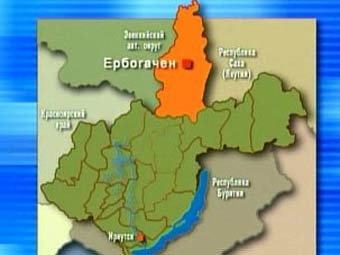 Эвенкийский
авт. округ
Республика
Саха
(Якутия)
Ербогачен
Красноярский
край
Республика
Бурятия
Иркутск